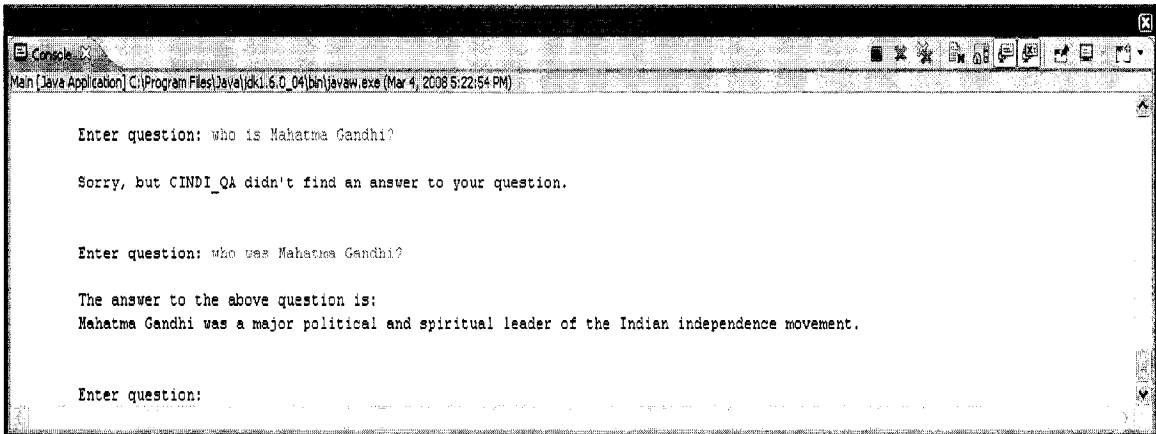 Console
Main [Java Application] C:\Program Files\Java\jdk1.6.0_04\bin\javaw.exe (Mar 4, 2008 5:22:54 PM)
Enter question: who is Mahatma Gandhi?
Sorry, but CINDI_QA didn't find an answer to your question.
Enter question: who was Mahatma Gandhi?
The answer to the above question is:
Mahatma Gandhi was a major political and spiritual leader of the Indian independence movement.
Enter question: